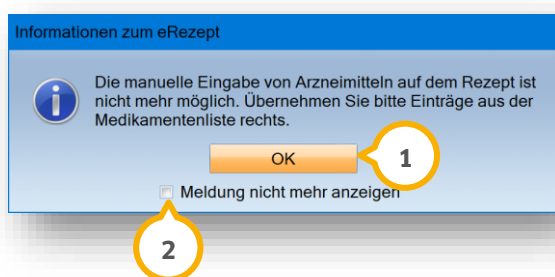 Informationen zum eRezept
Die manuelle Eingabe von Arzneimitteln auf dem Rezept ist
nicht mehr möglich. Übernehmen Sie bitte Einträge aus der
Medikamentenliste rechts.
OK
1
Meldung nicht mehr anzeigen
2